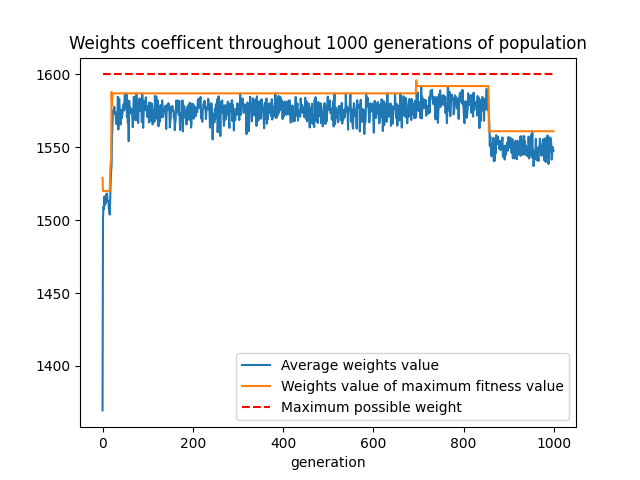 Weights coefficent throughout 1000 generations of population
1600
1550
1500
1450
1400
Average weights value
Weights value of maximum fitness value
Maximum possible weight
0 200 400 600 800 1000
generation